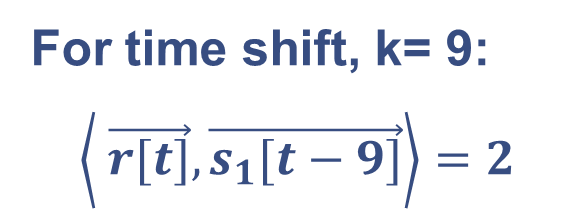 For time shift, k= 9:
⟨r[t], s₁[t − 9]⟩ = 2